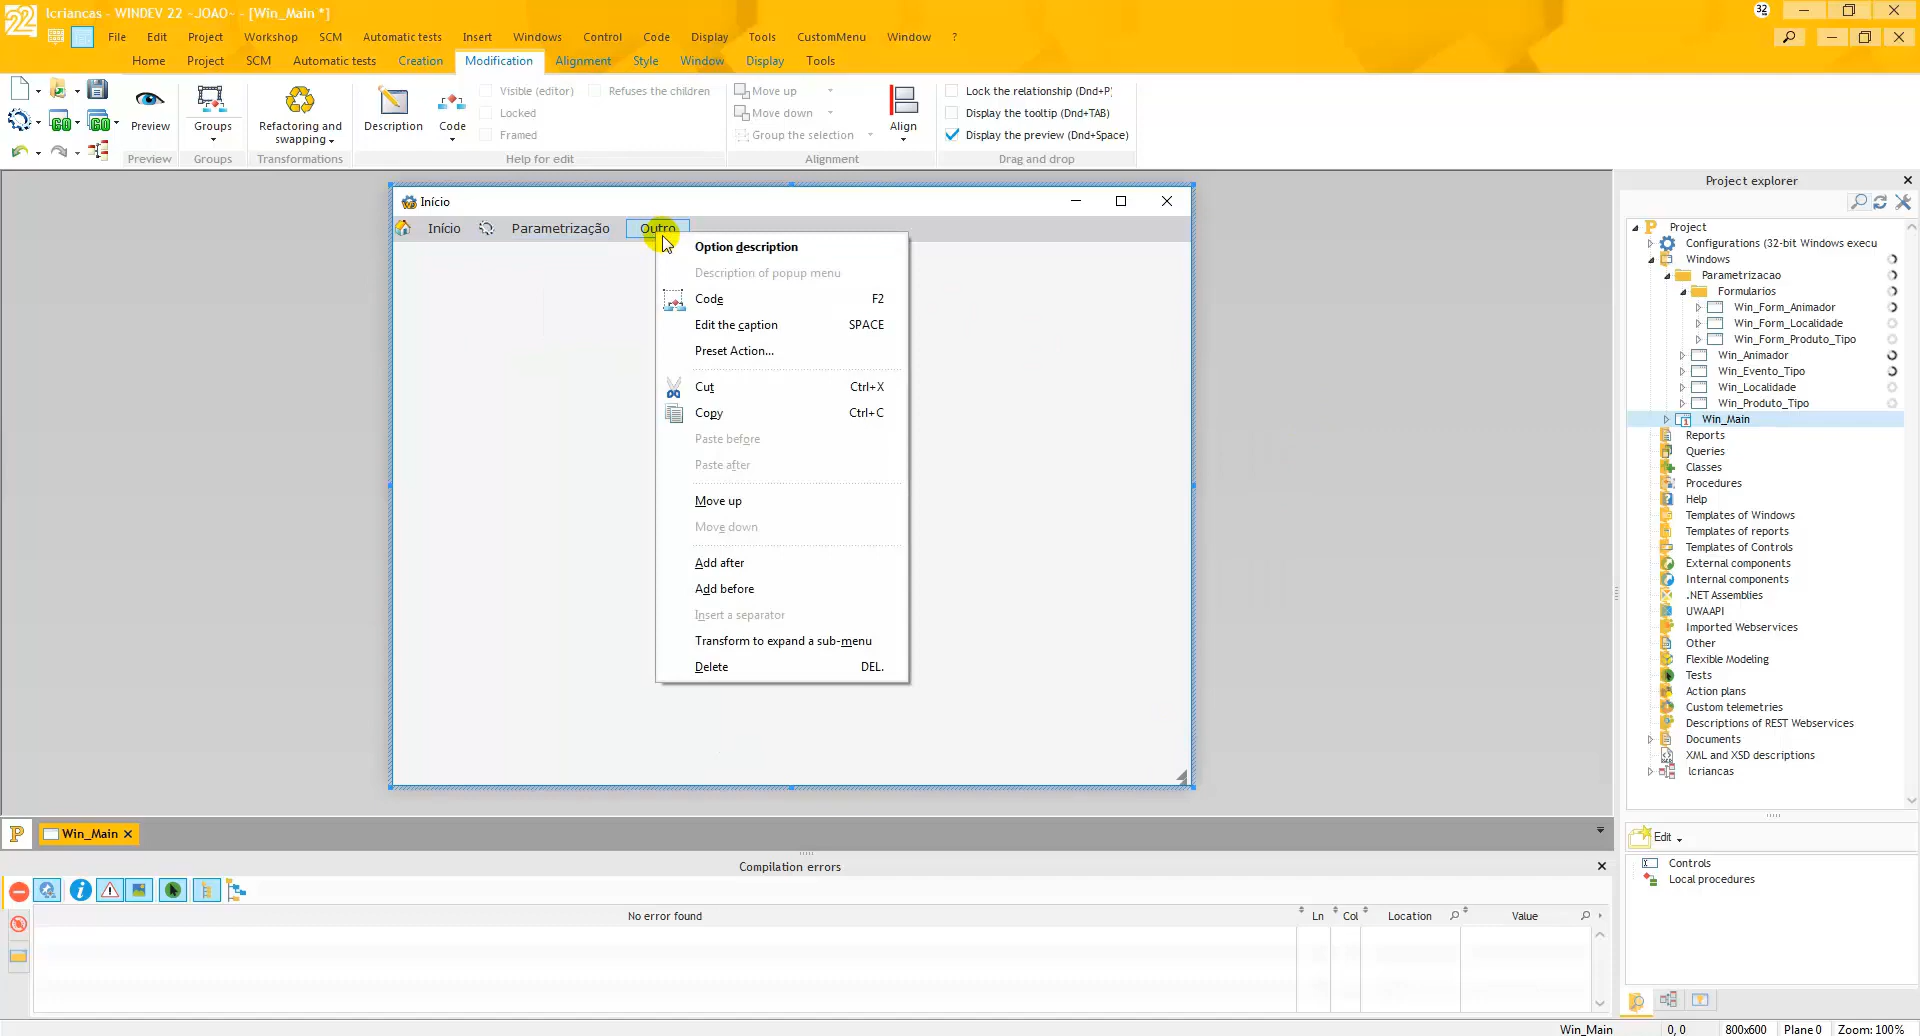 lcriancas - WINDEV 22 -JOAO- - [Win_Main *]
32
File Edit Project Workshop SCM Automatic tests Insert Windows Control Code Display Tools CustomMenu Window ?
Home Project SCM Automatic tests Creation Modification Alignment Style Window Display Tools
Visible (editor) Refuses the children Move up Lock the relationship (Dnd+P)
Locked Move down Display the tooltip (Dnd+TAB)
Preview Groups Refactoring and swapping Description Code Align
Framed Group the selection Display the preview (Dnd+Space)
Preview Groups Transformations Help for edit Alignment Drag and drop
Início
Início Parametrização Outro
Option description
Description of popup menu
Code F2
Edit the caption SPACE
Preset Action...
Cut Ctrl+X
Copy Ctrl+C
Paste before
Paste after
Move up
Move down
Add after
Add before
Insert a separator
Transform to expand a sub-menu
Delete DEL.
Project explorer
Project
Configurations (32-bit Windows execu
Windows
Parametrizacao
Formularios
Win_Form_Animador
Win_Form_Localidade
Win_Form_Produto_Tipo
Win_Animador
Win_Evento_Tipo
Win_Localidade
Win_Produto_Tipo
Win_Main
Reports
Queries
Classes
Procedures
Help
Templates of Windows
Templates of reports
Templates of Controls
External components
Internal components
.NET Assemblies
UWAAPI
Imported Webservices
Other
Flexible Modeling
Tests
Action plans
Custom telemetries
Descriptions of REST Webservices
Documents
XML and XSD descriptions
lcriancas
Edit
Controls
Local procedures
Win_Main
Compilation errors
No error found Ln Col Location Value
Win_Main 0, 0 800x600 Plane 0 Zoom: 100%